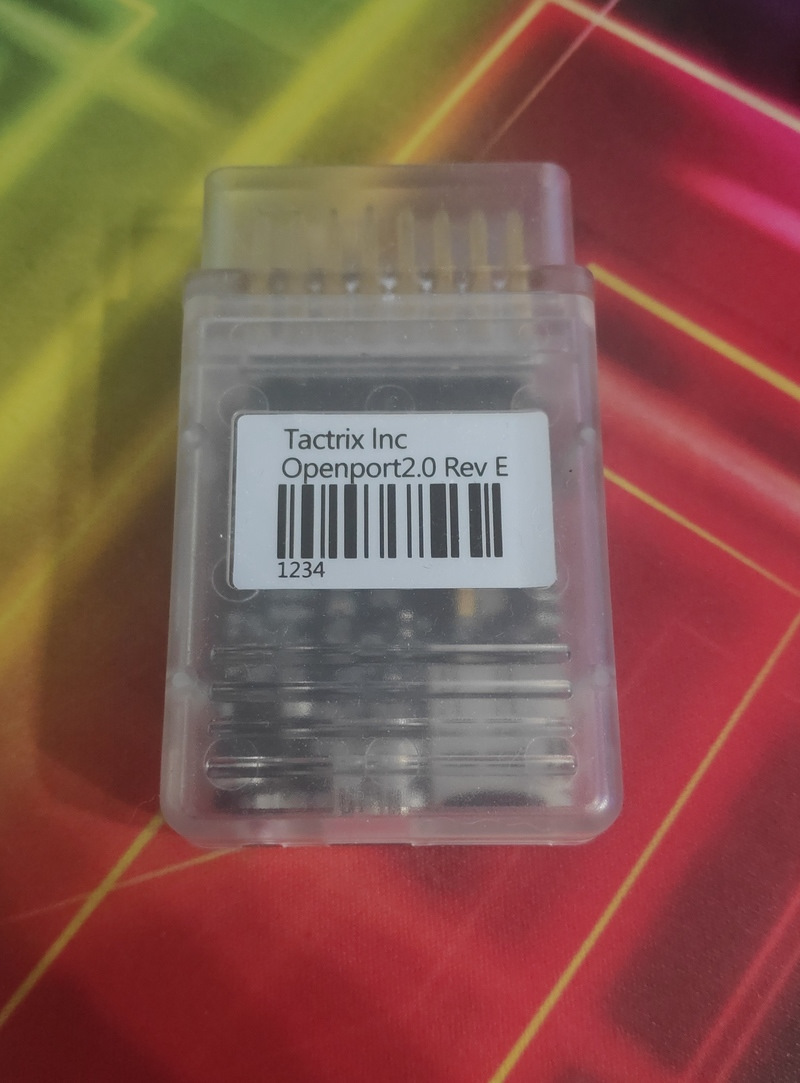 Tactrix Inc
Openport2.0 Rev E
1234